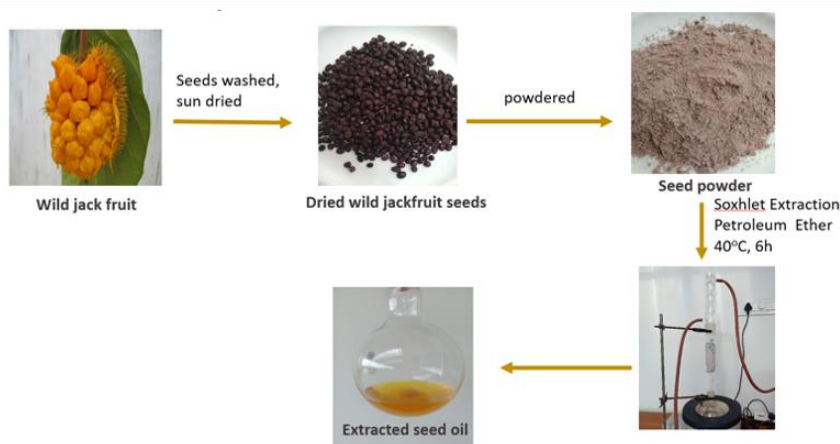 Seeds washed,
sun dried
powdered
Wild jack fruit
Dried wild jackfruit seeds
Seed powder
Soxhlet Extraction
Petroleum Ether
40°C, 6h
Extracted seed oil